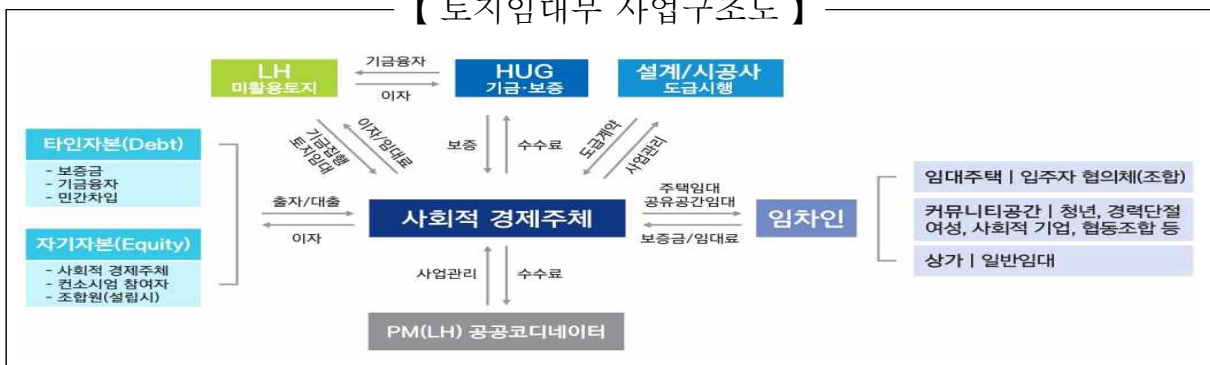 【 토지임대부 사업구조도 】
LH
미활용토지
기금융자
이자
HUG
기금·보증
설계/시공사
도급시행
기금집행
토지임대
이자/임대료
보증
수수료
도급계약
사업관리
타인자본(Debt)
- 보증금
- 기금융자
- 민간차입
자기자본(Equity)
- 사회적 경제주체
- 컨소시엄 참여자
- 조합원(설립시)
출자/대출
이자
사회적 경제주체
주택임대
공유공간임대
보증금/임대료
임차인
임대주택 | 입주자 협의체(조합)
커뮤니티공간 | 청년, 경력단절
여성, 사회적 기업, 협동조합 등
상가 | 일반임대
사업관리
수수료
PM(LH) 공공코디네이터